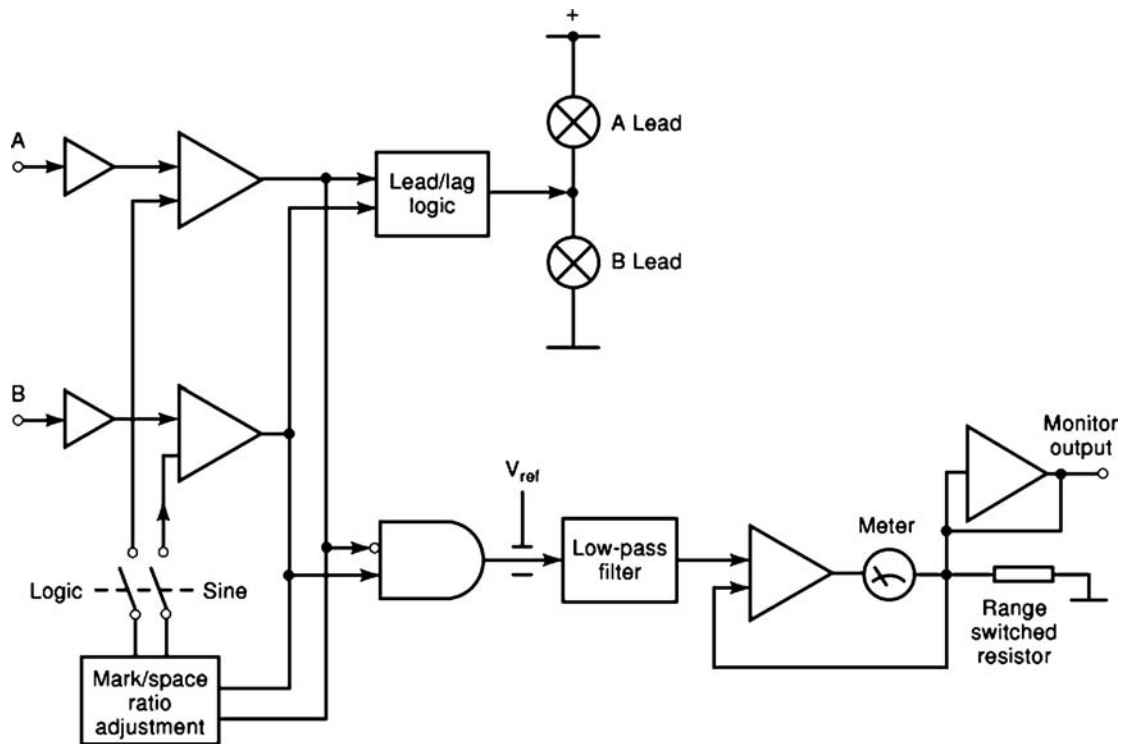 +
A
A Lead
Lead/lag
logic
B Lead
B
Monitor
output
V_ref
Meter
Low-pass
filter
Logic
Sine
Range
switched
resistor
Mark/space
ratio
adjustment